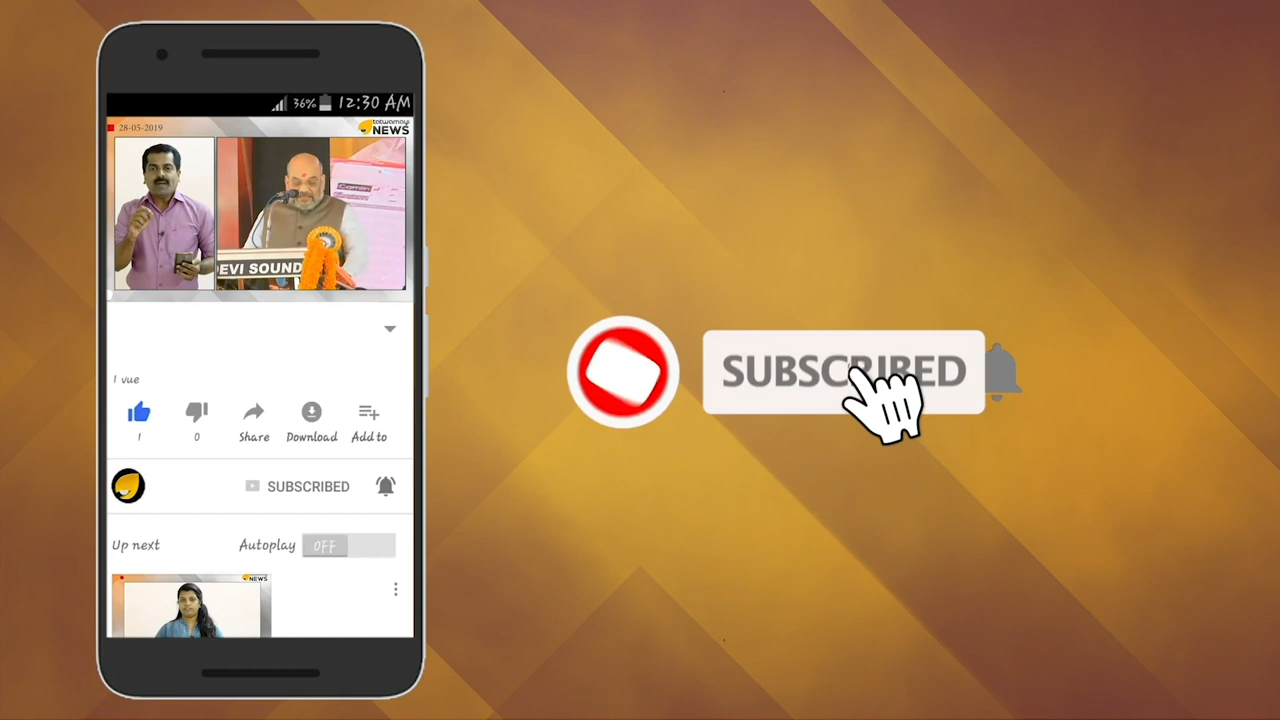 36% 12:30 AM
28-05-2019
tatwamayi
NEWS
DEVI SOUND
1 vue
1
0
Share
Download
Add to
SUBSCRIBED
Up next
Autoplay
OFF
NEWS
SUBSCRIBED